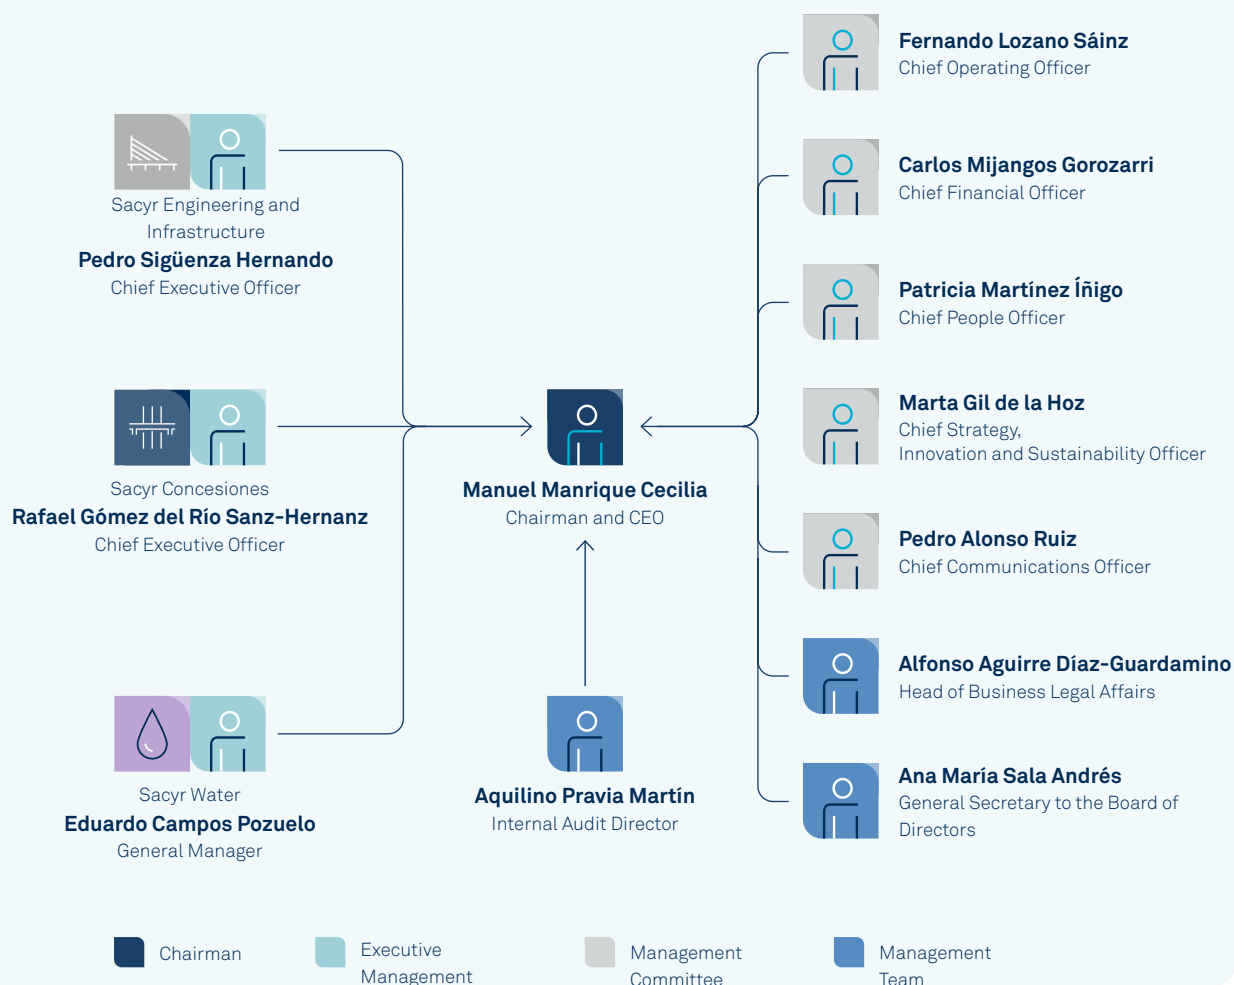 Fernando Lozano Sáinz
Chief Operating Officer
Carlos Mijangos Gorozarri
Chief Financial Officer
Patricia Martínez Íñigo
Chief People Officer
Marta Gil de la Hoz
Chief Strategy,
Innovation and Sustainability Officer
Pedro Alonso Ruiz
Chief Communications Officer
Alfonso Aguirre Díaz-Guardamino
Head of Business Legal Affairs
Ana María Sala Andrés
General Secretary to the Board of
Directors
Sacyr Engineering and
Infrastructure
Pedro Sigüenza Hernando
Chief Executive Officer
Sacyr Concesiones
Rafael Gómez del Río Sanz-Hernanz
Chief Executive Officer
Sacyr Water
Eduardo Campos Pozuelo
General Manager
Manuel Manrique Cecilia
Chairman and CEO
Aquilino Pravia Martín
Internal Audit Director
Chairman
Executive
Management
Management
Committee
Management
Team